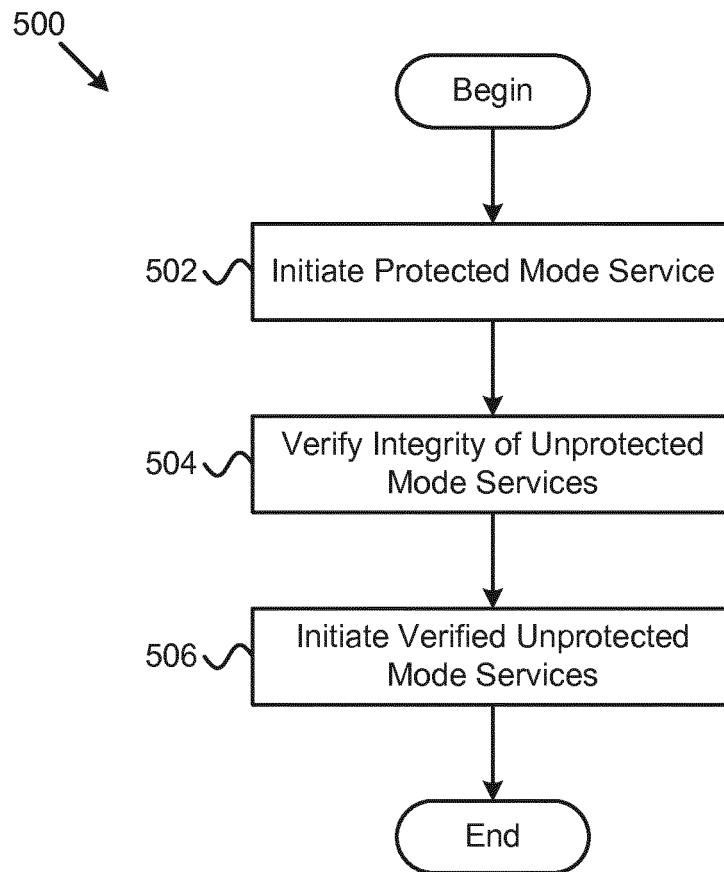 500
Begin
502
Initiate Protected Mode Service
504
Verify Integrity of Unprotected
Mode Services
506
Initiate Verified Unprotected
Mode Services
End